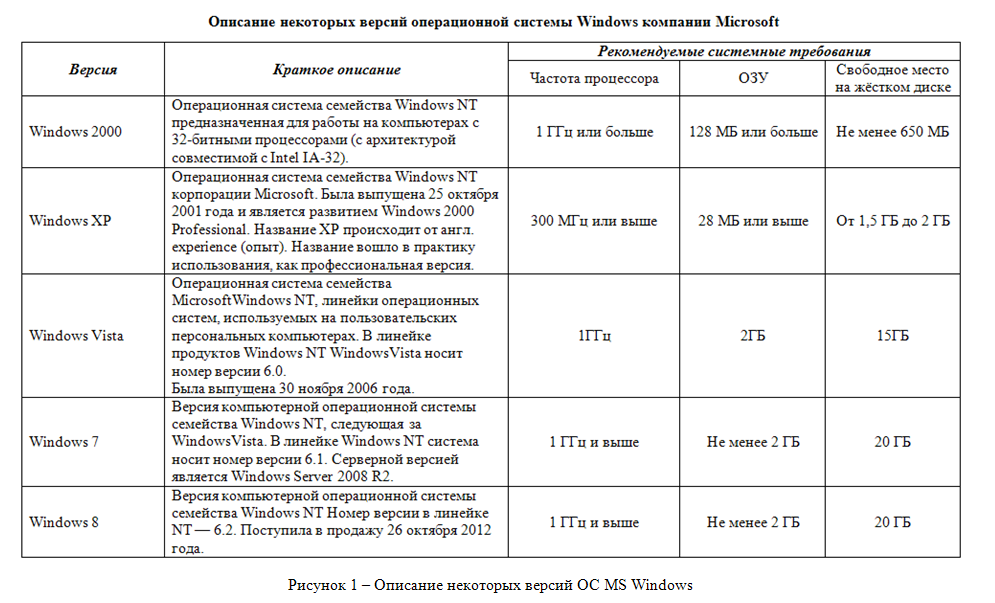 Описание некоторых версий операционной системы Windows компании Microsoft
Версия
Краткое описание
Рекомендуемые системные требования
Частота процессора
ОЗУ
Свободное место
на жёстком диске
Windows 2000
Операционная система семейства Windows NT
предназначенная для работы на компьютерах с
32-битными процессорами (с архитектурой
совместимой с Intel IA-32).
1 ГГц или больше
128 МБ или больше
Не менее 650 МБ
Windows XP
Операционная система семейства Windows NT
корпорации Microsoft. Была выпущена 25 октября
2001 года и является развитием Windows 2000
Professional. Название XP происходит от англ.
experience (опыт). Название вошло в практику
использования, как профессиональная версия.
300 МГц или выше
28 МБ или выше
От 1,5 ГБ до 2 ГБ
Windows Vista
Операционная система семейства
MicrosoftWindows NT, линейки операционных
систем, используемых на пользовательских
персональных компьютерах. В линейке
продуктов Windows NT WindowsVista носит
номер версии 6.0.
Была выпущена 30 ноября 2006 года.
1ГГц
2ГБ
15ГБ
Windows 7
Версия компьютерной операционной системы
семейства Windows NT, следующая за
WindowsVista. В линейке Windows NT система
носит номер версии 6.1. Серверной версией
является Windows Server 2008 R2.
1 ГГц и выше
Не менее 2 ГБ
20 ГБ
Windows 8
Версия компьютерной операционной системы
семейства Windows NT Номер версии в линейке
NT — 6.2. Поступила в продажу 26 октября 2012
года.
1 ГГц и выше
Не менее 2 ГБ
20 ГБ
Рисунок 1 – Описание некоторых версий ОС MS Windows